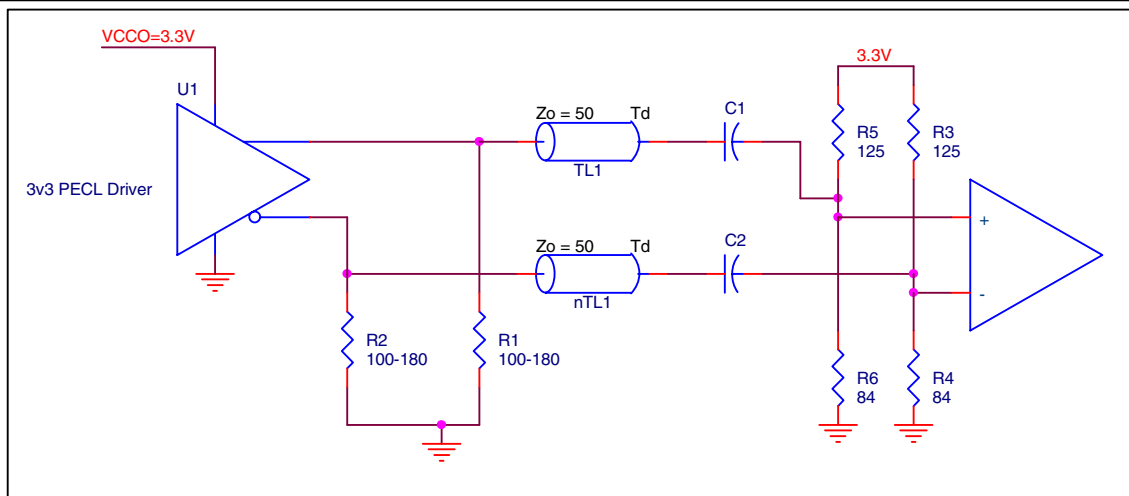 VCCO=3.3V
3.3V
U1
Zo = 50 Td
C1
R5
125
R3
125
TL1
3v3 PECL Driver
+
Zo = 50 Td
C2
nTL1
-
R2
100-180
R1
100-180
R6
84
R4
84